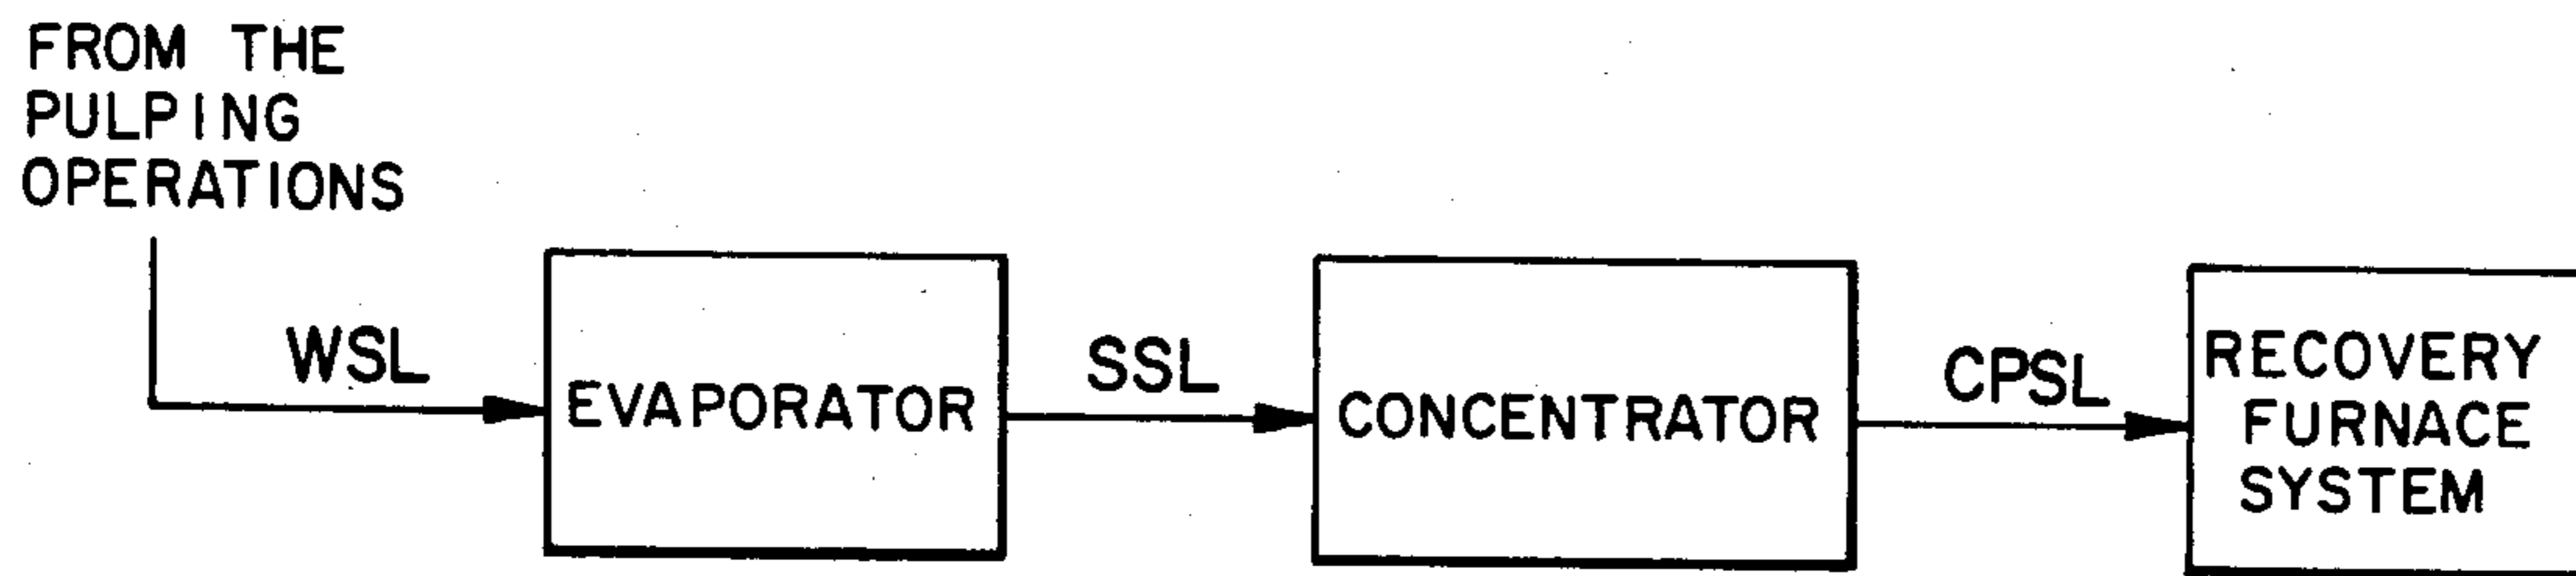 FROM THE
PULPING
OPERATIONS
WSL
EVAPORATOR
SSL
CONCENTRATOR
CPSL
RECOVERY
FURNACE
SYSTEM